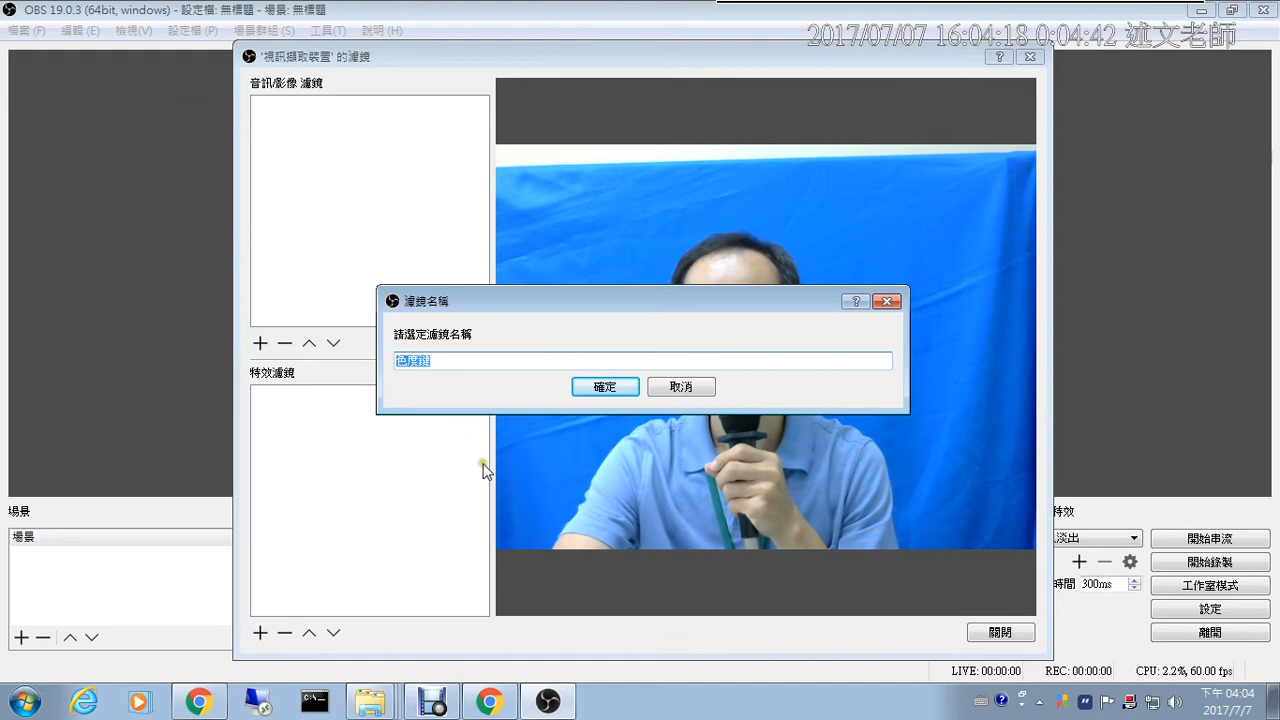 OBS 19.0.3 (64bit, windows) - 設定檔: 無標題 - 場景: 無標題
檔案 (F) 編輯 (E) 檢視(V) 設定檔 (P) 場景群組 (S) 工具(T) 說明 (H)
2017/07/07 16:04:18 0:04:42 述文老師
'視訊擷取裝置' 的濾鏡
音訊/影像 濾鏡
濾鏡名稱
請選定濾鏡名稱
色度鍵
確定 取消
特效濾鏡
關閉
場景
場景
特效
淡出
時間 300ms
開始串流
開始錄製
工作室模式
設定
離開
LIVE: 00:00:00 REC: 00:00:00 CPU: 2.2%, 60.00 fps
下午 04:04
2017/7/7